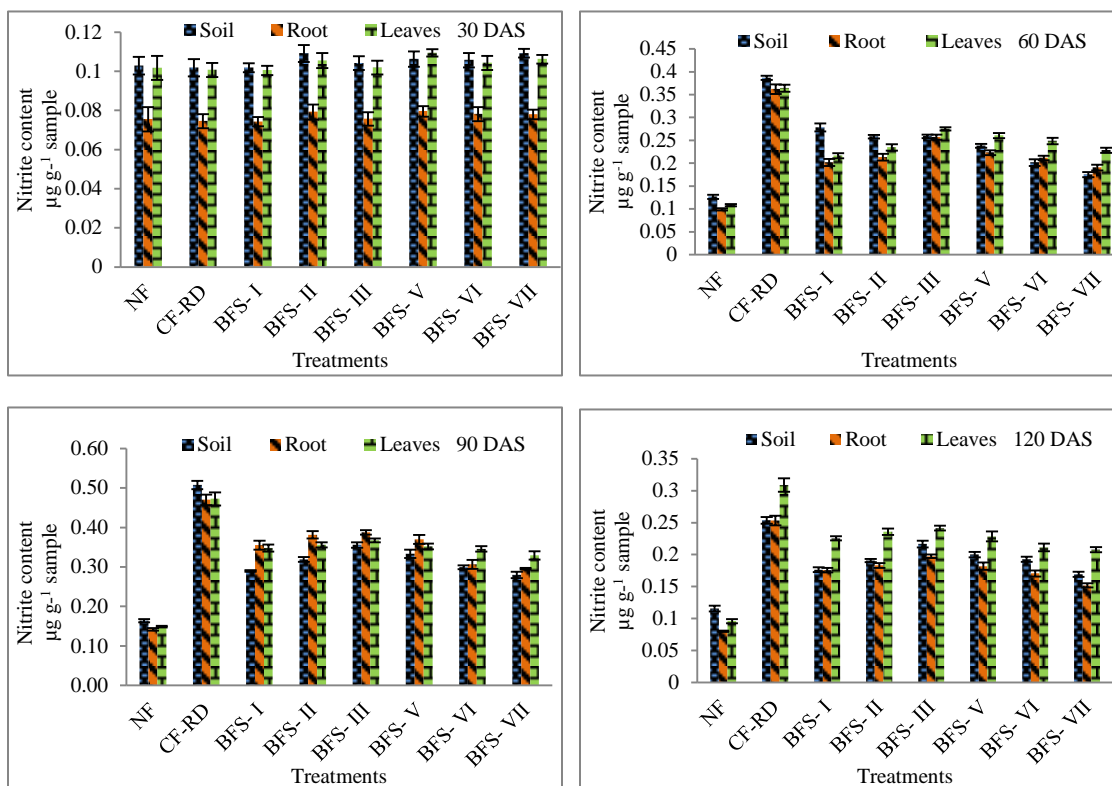 Soil Root Leaves 30 DAS
Nitrite content
µg g-1 sample
0.12
0.1
0.08
0.06
0.04
0.02
0
NF CF-RD BFS- I BFS- II BFS- III BFS- V BFS- VI BFS- VII
Treatments
Soil Root Leaves 60 DAS
Nitrite content
µg g-1 sample
0.45
0.4
0.35
0.3
0.25
0.2
0.15
0.1
0.05
0
NF CF-RD BFS- I BFS- II BFS- III BFS- V BFS- VI BFS- VII
Treatments
Soil Root Leaves 90 DAS
Nitrite content
µg g-1 sample
0.60
0.50
0.40
0.30
0.20
0.10
0.00
NF CF-RD BFS- I BFS- II BFS- III BFS- V BFS- VI BFS- VII
Treatments
Soil Root Leaves 120 DAS
Nitrite content
µg g-1 sample
0.35
0.3
0.25
0.2
0.15
0.1
0.05
0
NF CF-RD BFS- I BFS- II BFS- III BFS- V BFS- VI BFS- VII
Treatments